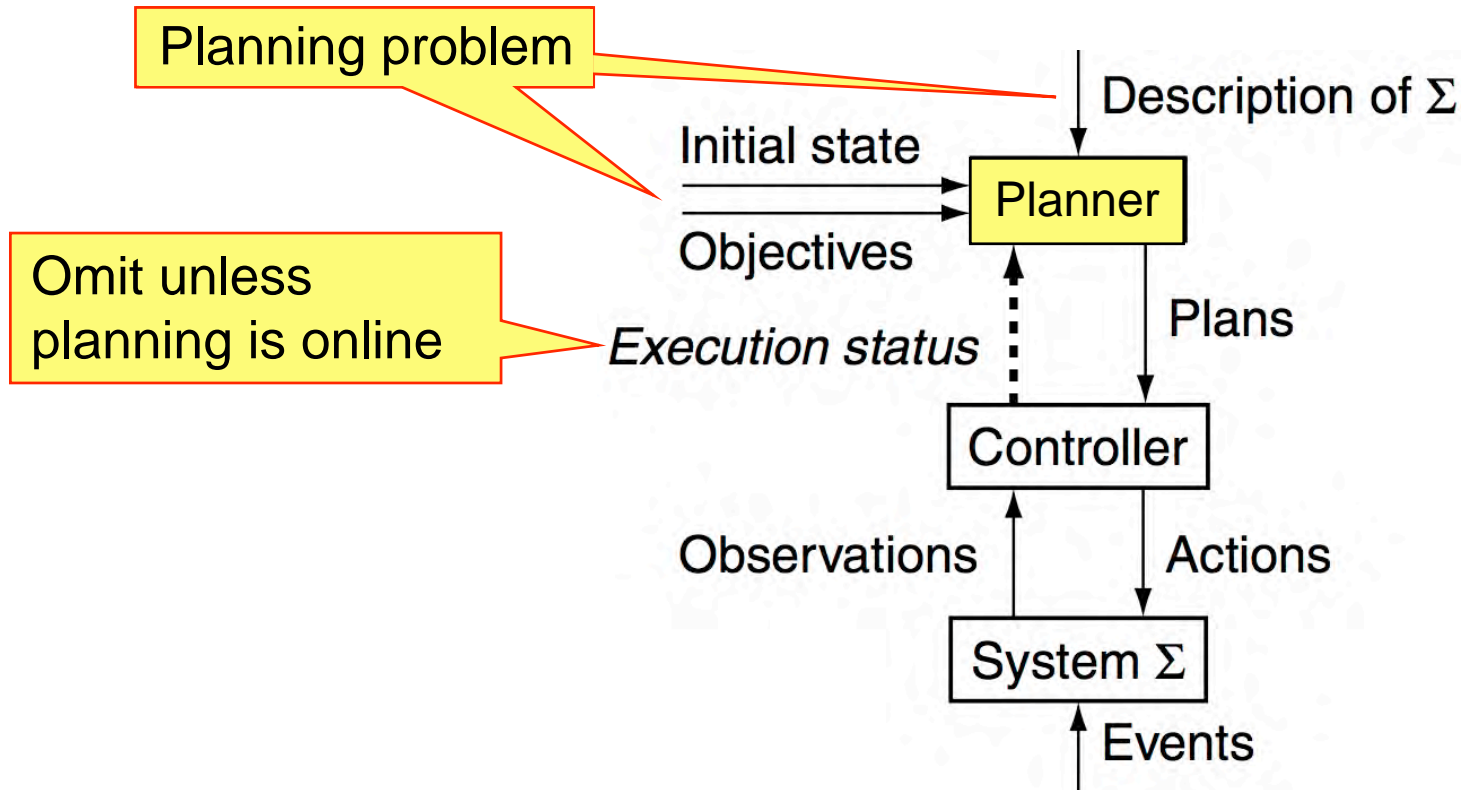 Planning problem
Description of Σ
Initial state
Planner
Objectives
Omit unless
planning is online
Execution status
Plans
Controller
Observations
Actions
System Σ
Events